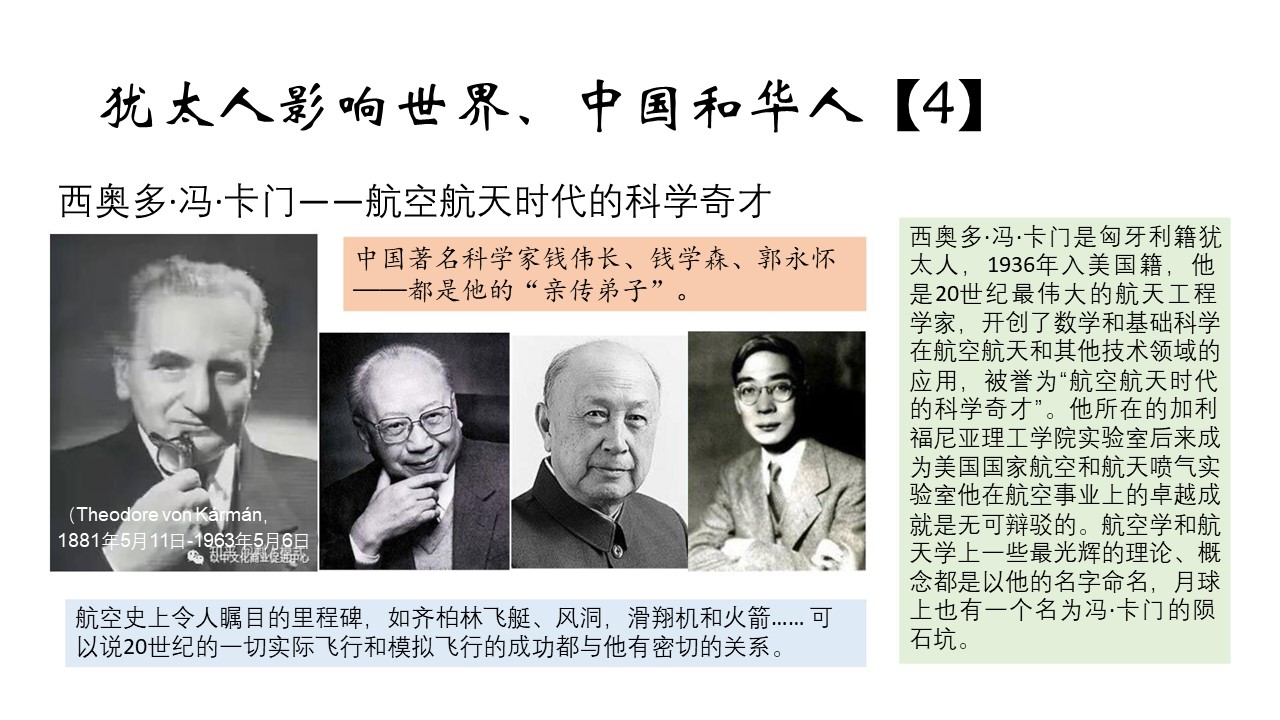 犹太人影响世界、中国和华人【4】
西奥多·冯·卡门——航空航天时代的科学奇才
中国著名科学家钱伟长、钱学森、郭永怀
——都是他的“亲传弟子”。
（Theodore von Kármán，
1881年5月11日-1963年5月6日
以中文化商业促进中心
航空史上令人瞩目的里程碑，如齐柏林飞艇、风洞，滑翔机和火箭…… 可
以说20世纪的一切实际飞行和模拟飞行的成功都与他有密切的关系。
西奥多·冯·卡门是匈牙利籍犹
太人，1936年入美国籍，他
是20世纪最伟大的航天工程
学家，开创了数学和基础科学
在航空航天和其他技术领域的
应用，被誉为“航空航天时代
的科学奇才”。他所在的加利
福尼亚理工学院实验室后来成
为美国国家航空和航天喷气实
验室他在航空事业上的卓越成
就是无可辩驳的。航空学和航
天学上一些最光辉的理论、概
念都是以他的名字命名，月球
上也有一个名为冯·卡门的陨
石坑。